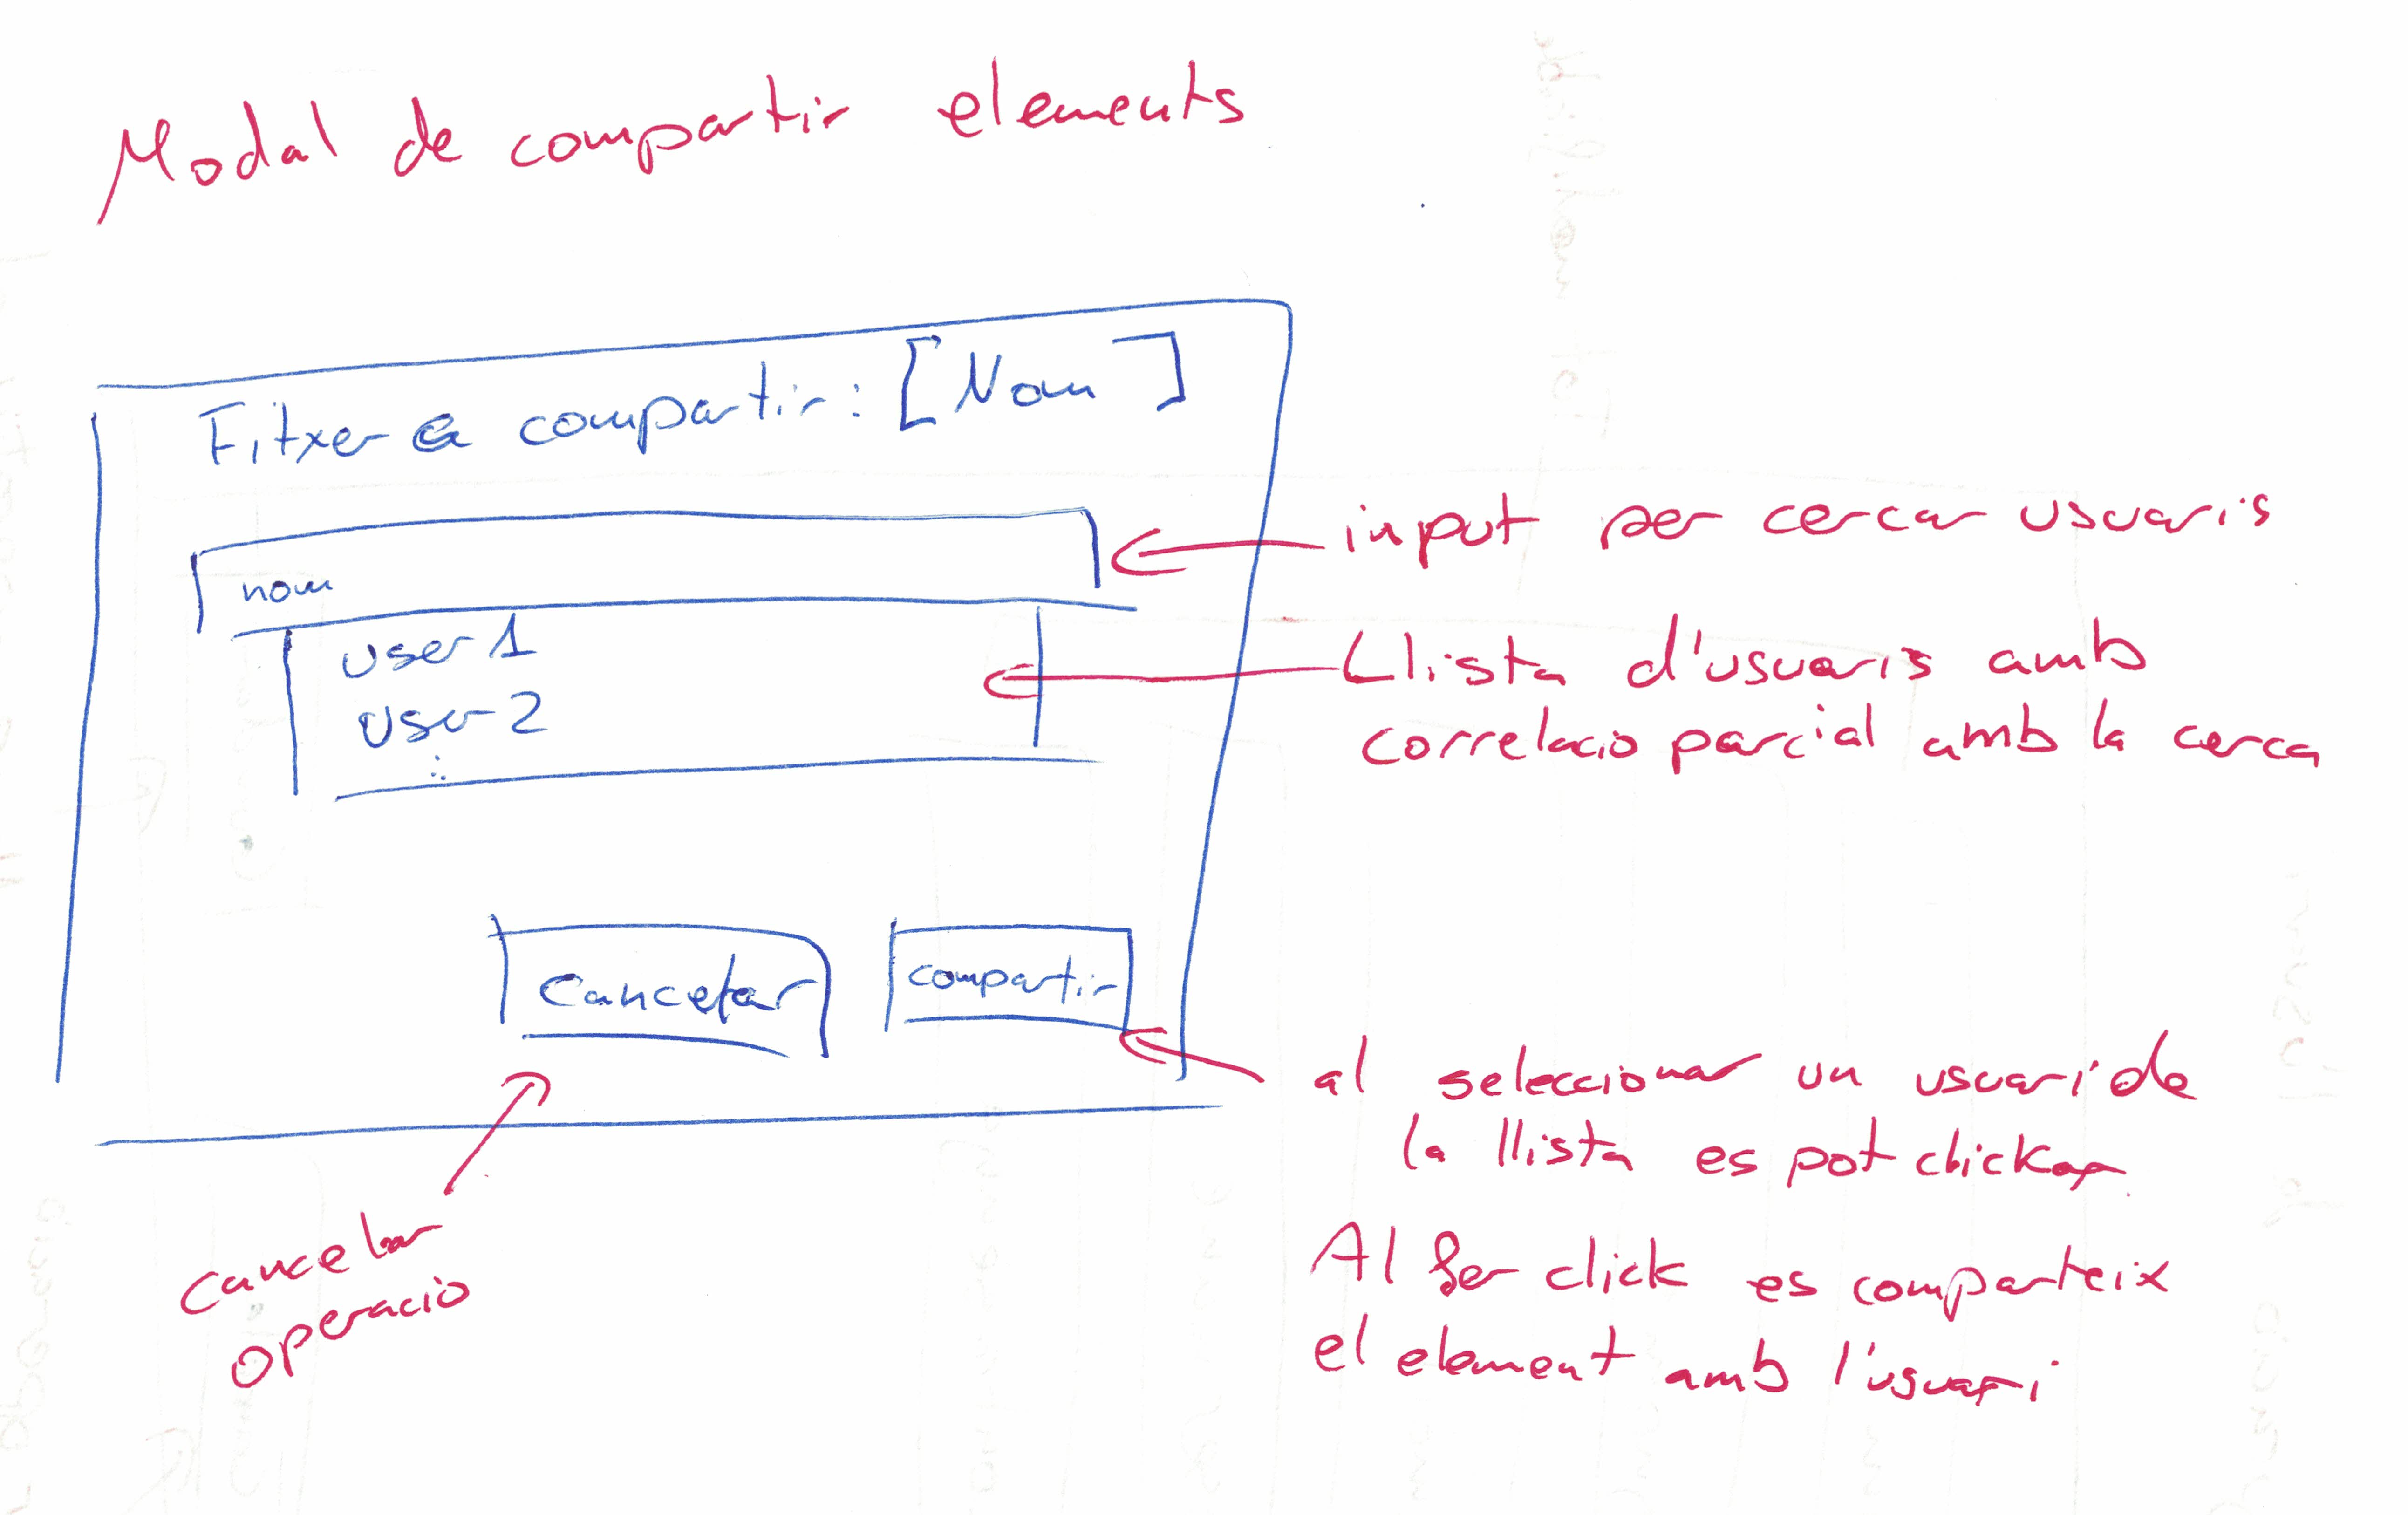 Modal de compartir elements
Fitxer a compartir: [Nom]
nom
user 1
user 2
:
cancelar
compartir
input per cercar usuaris
Llista d'usuaris amb
correlacio parcial amb la cerca
al seleccionar un usuari de
la llista es pot clickar
Al fer click es comparteix
el element amb l'usuari
cancelar
operacio